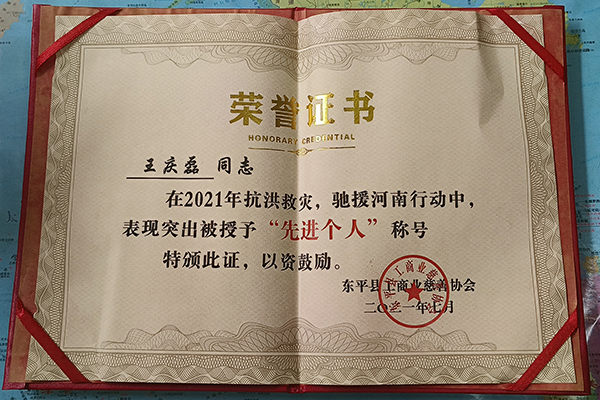 荣誉证书
HONORARY CREDENTIAL
王庆磊 同志
在2021年抗洪救灾，驰援河南行动中，
表现突出被授予“先进个人”称号
特颁此证，以资鼓励。
东平县工商业慈善协会
二〇二一年七月